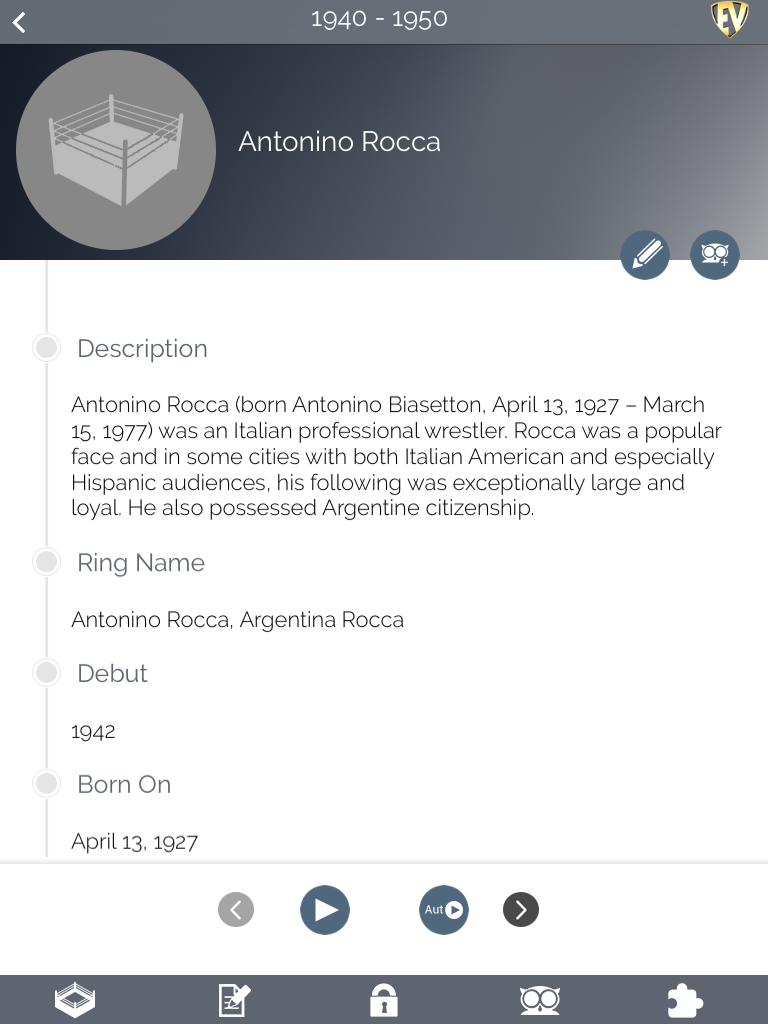 1940 - 1950
EV
Antonino Rocca
Description
Antonino Rocca (born Antonino Biasetton, April 13, 1927 – March
15, 1977) was an Italian professional wrestler. Rocca was a popular
face and in some cities with both Italian American and especially
Hispanic audiences, his following was exceptionally large and
loyal. He also possessed Argentine citizenship.
Ring Name
Antonino Rocca, Argentina Rocca
Debut
1942
Born On
April 13, 1927
Aut